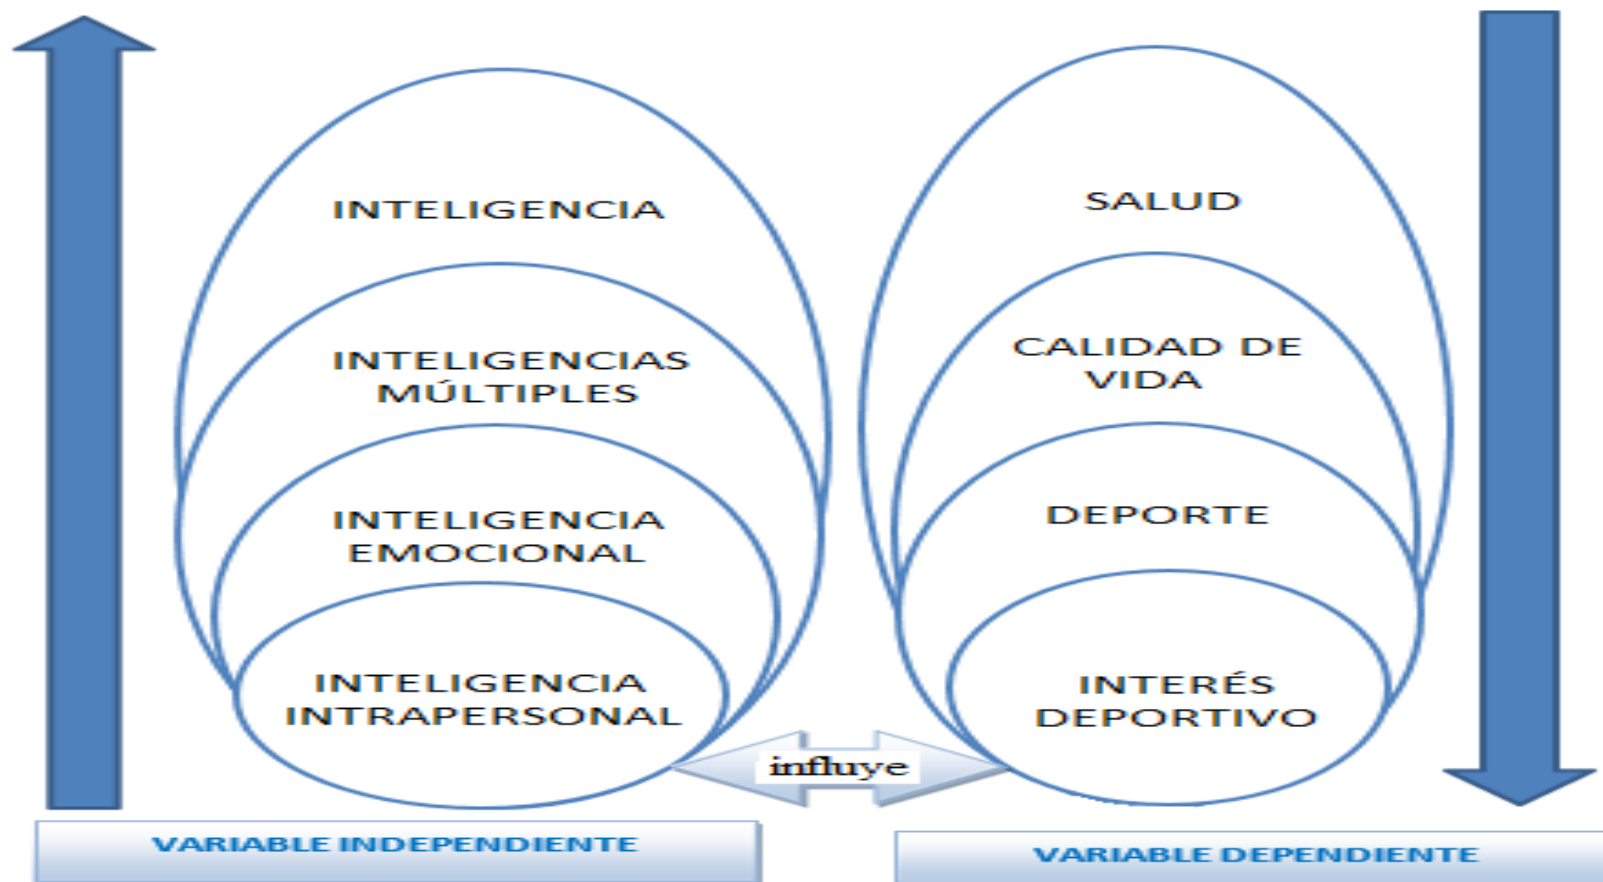 INTELIGENCIA
INTELIGENCIAS
MÚLTIPLES
INTELIGENCIA
EMOCIONAL
INTELIGENCIA
INTRAPERSONAL
SALUD
CALIDAD DE
VIDA
DEPORTE
INTERÉS
DEPORTIVO
influye
VARIABLE INDEPENDIENTE
VARIABLE DEPENDIENTE